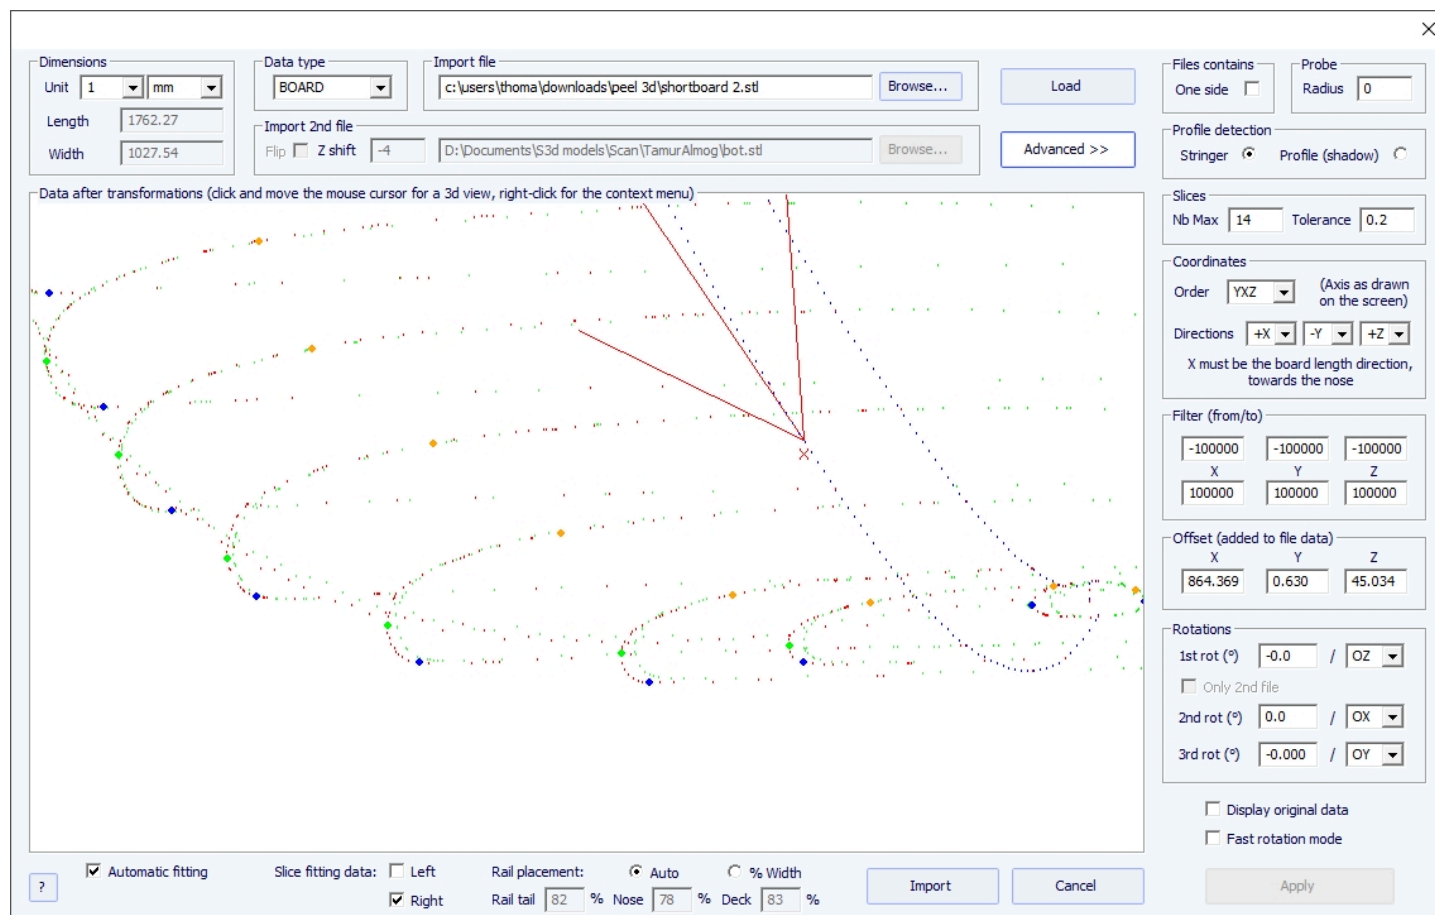 Dimensions
Unit 1 mm
Length 1762.27
Width 1027.54
Data type
BOARD
Import file
c:\users\thoma\downloads\peel 3d\shortboard 2.stl Browse...
Import 2nd file
Flip Z shift -4 D:\Documents\S3d models\Scan\TamurAlmog\bot.stl Browse...
Load
Advanced >>
Files contains
One side
Probe
Radius 0
Profile detection
Stringer Profile (shadow)
Slices
Nb Max 14 Tolerance 0.2
Coordinates
Order YXZ (Axis as drawn
on the screen)
Directions +X -Y +Z
X must be the board length direction,
towards the nose
Filter (from/to)
-100000 -100000 -100000
X Y Z
100000 100000 100000
Offset (added to file data)
X Y Z
864.369 0.630 45.034
Rotations
1st rot (°) -0.0 / OZ
Only 2nd file
2nd rot (°) 0.0 / OX
3rd rot (°) -0.000 / OY
Display original data
Fast rotation mode
Apply
Data after transformations (click and move the mouse cursor for a 3d view, right-click for the context menu)
? Automatic fitting
Slice fitting data: Left
Right
Rail placement: Auto % Width
Rail tail 82 % Nose 78 % Deck 83 %
Import Cancel